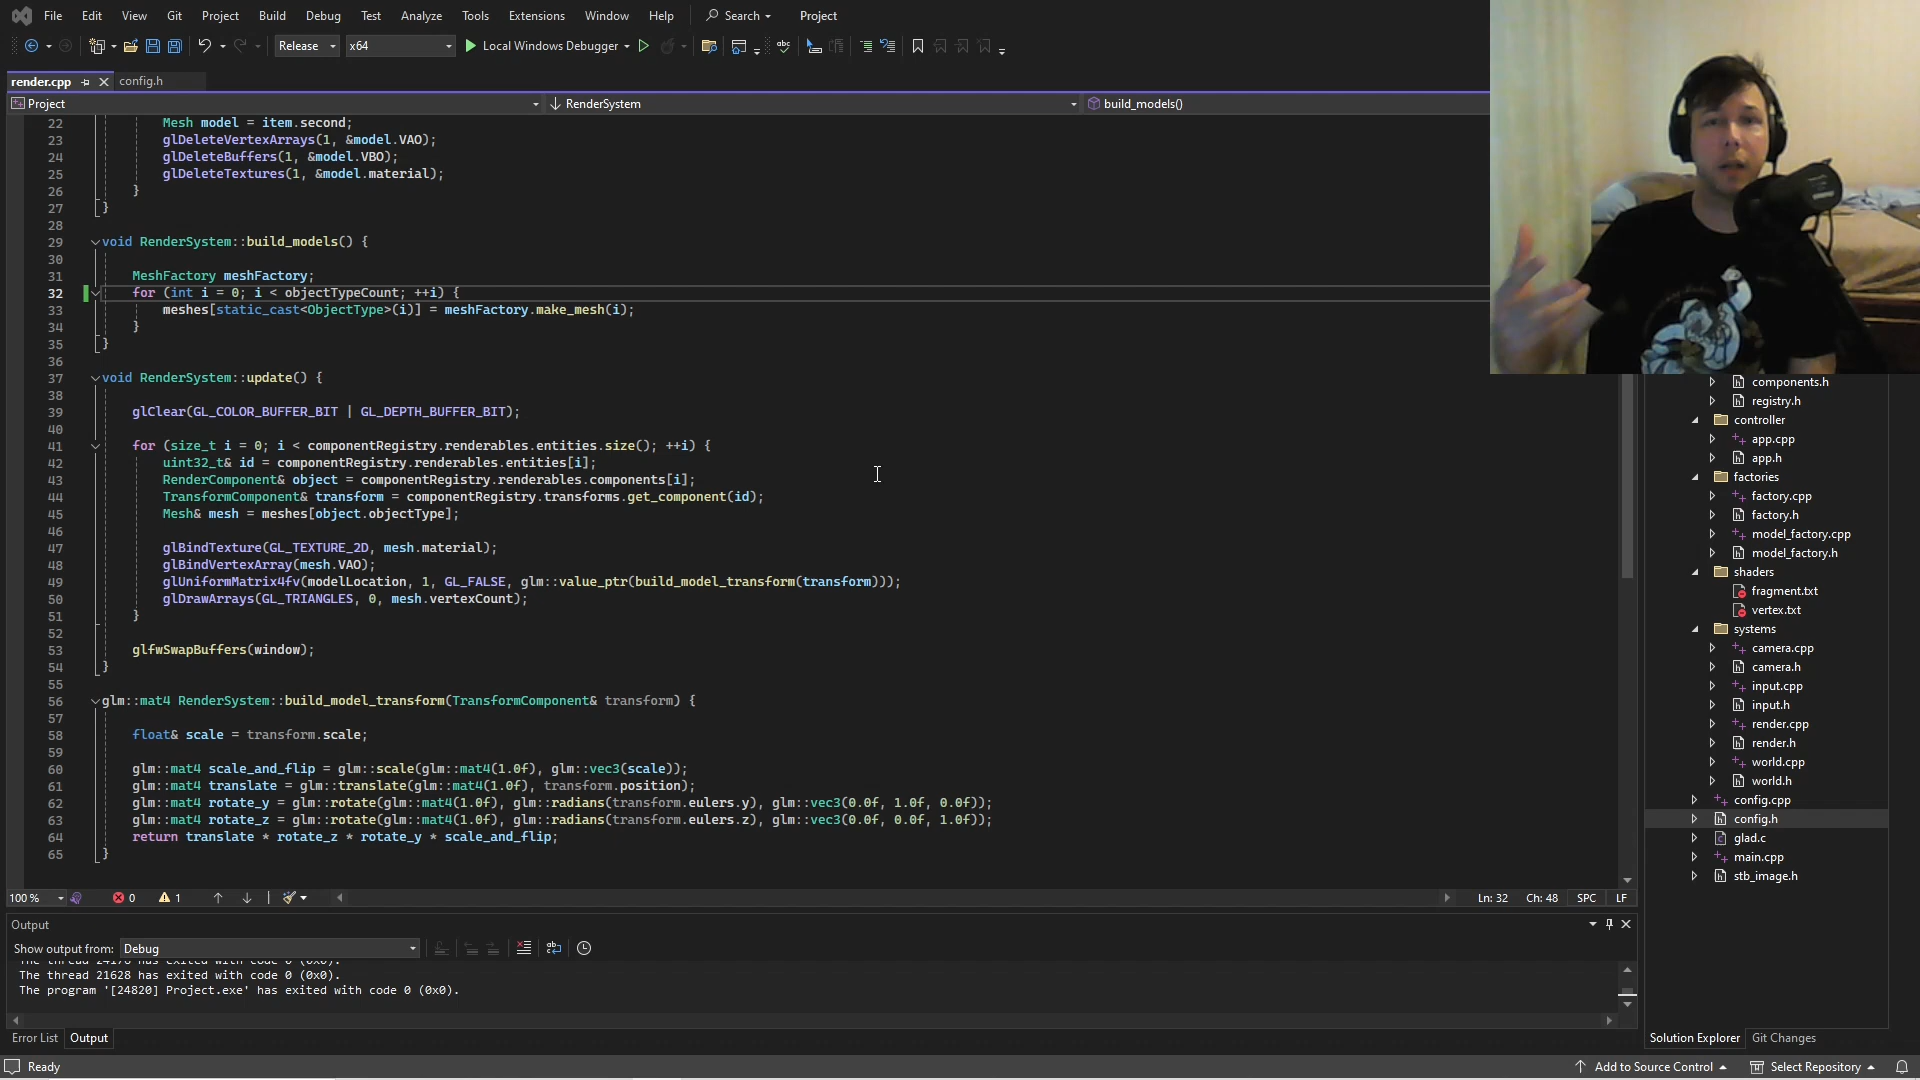 File Edit View Git Project Build Debug Test Analyze Tools Extensions Window Help Search Project
Release x64 Local Windows Debugger
render.cpp config.h
Project RenderSystem build_models()
22 Mesh model = item.second;
23 glDeleteVertexArrays(1, &model.VAO);
24 glDeleteBuffers(1, &model.VBO);
25 glDeleteTextures(1, &model.material);
26 }
27 }
28
29 void RenderSystem::build_models() {
30
31 MeshFactory meshFactory;
32 for (int i = 0; i < objectTypeCount; ++i) {
33 meshes[static_cast<ObjectType>(i)] = meshFactory.make_mesh(i);
34 }
35 }
36
37 void RenderSystem::update() {
38
39 glClear(GL_COLOR_BUFFER_BIT | GL_DEPTH_BUFFER_BIT);
40
41 for (size_t i = 0; i < componentRegistry.renderables.entities.size(); ++i) {
42 uint32_t& id = componentRegistry.renderables.entities[i];
43 RenderComponent& object = componentRegistry.renderables.components[i];
44 TransformComponent& transform = componentRegistry.transforms.get_component(id);
45 Mesh& mesh = meshes[object.objectType];
46
47 glBindTexture(GL_TEXTURE_2D, mesh.material);
48 glBindVertexArray(mesh.VAO);
49 glUniformMatrix4fv(modelLocation, 1, GL_FALSE, glm::value_ptr(build_model_transform(transform)));
50 glDrawArrays(GL_TRIANGLES, 0, mesh.vertexCount);
51 }
52
53 glfwSwapBuffers(window);
54 }
55
56 glm::mat4 RenderSystem::build_model_transform(TransformComponent& transform) {
57
58 float& scale = transform.scale;
59
60 glm::mat4 scale_and_flip = glm::scale(glm::mat4(1.0f), glm::vec3(scale));
61 glm::mat4 translate = glm::translate(glm::mat4(1.0f), transform.position);
62 glm::mat4 rotate_y = glm::rotate(glm::mat4(1.0f), glm::radians(transform.eulers.y), glm::vec3(0.0f, 1.0f, 0.0f));
63 glm::mat4 rotate_z = glm::rotate(glm::mat4(1.0f), glm::radians(transform.eulers.z), glm::vec3(0.0f, 0.0f, 1.0f));
64 return translate * rotate_z * rotate_y * scale_and_flip;
65 }
100 % 0 1 Ln: 32 Ch: 48 SPC LF
Output
Show output from: Debug
The thread 21628 has exited with code 0 (0x0).
The program '[24820] Project.exe' has exited with code 0 (0x0).
Error List Output
components.h
registry.h
controller
app.cpp
app.h
factories
factory.cpp
factory.h
model_factory.cpp
model_factory.h
shaders
fragment.txt
vertex.txt
systems
camera.cpp
camera.h
input.cpp
input.h
render.cpp
render.h
world.cpp
world.h
config.cpp
config.h
glad.c
main.cpp
stb_image.h
Solution Explorer Git Changes
Ready Add to Source Control Select Repository